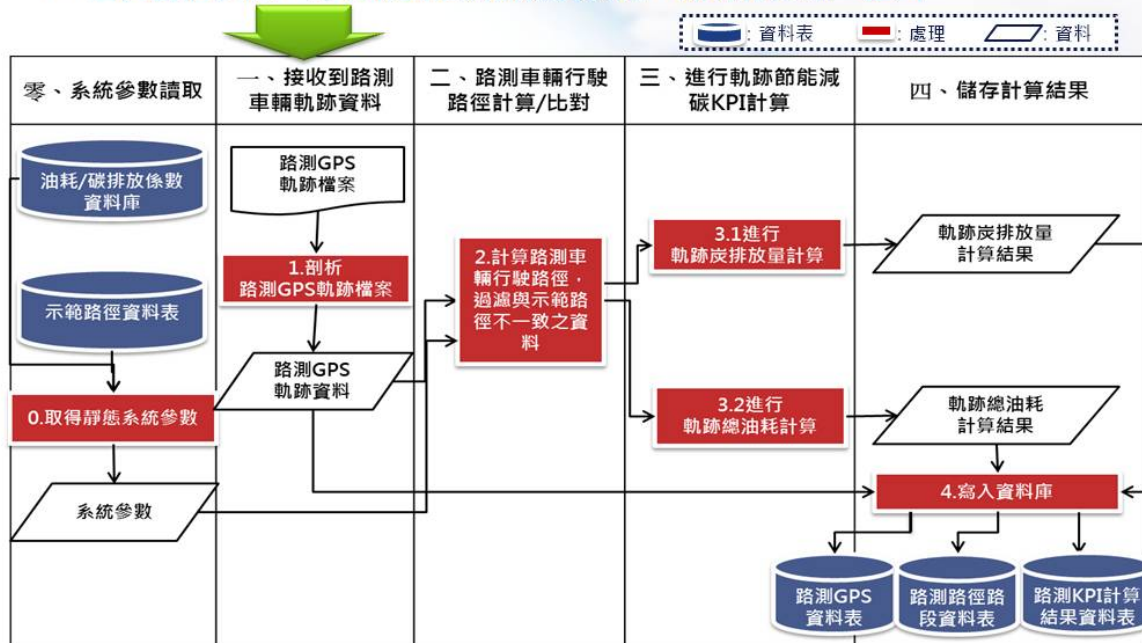 ：資料表
：處理
：資料
零、系統參數讀取
一、接收到路測
車輛軌跡資料
二、路測車輛行駛
路徑計算/比對
三、進行軌跡節能減
碳KPI計算
四、儲存計算結果
油耗/碳排放係數
資料庫
示範路徑資料表
0.取得靜態系統參數
系統參數
路測GPS
軌跡檔案
1.剖析
路測GPS軌跡檔案
路測GPS
軌跡資料
2.計算路測車
輛行駛路徑，
過濾與示範路
徑不一致之資
料
3.1進行
軌跡炭排放量計算
3.2進行
軌跡總油耗計算
軌跡炭排放量
計算結果
軌跡總油耗
計算結果
4.寫入資料庫
路測GPS
資料表
路測路徑路
段資料表
路測KPI計算
結果資料表